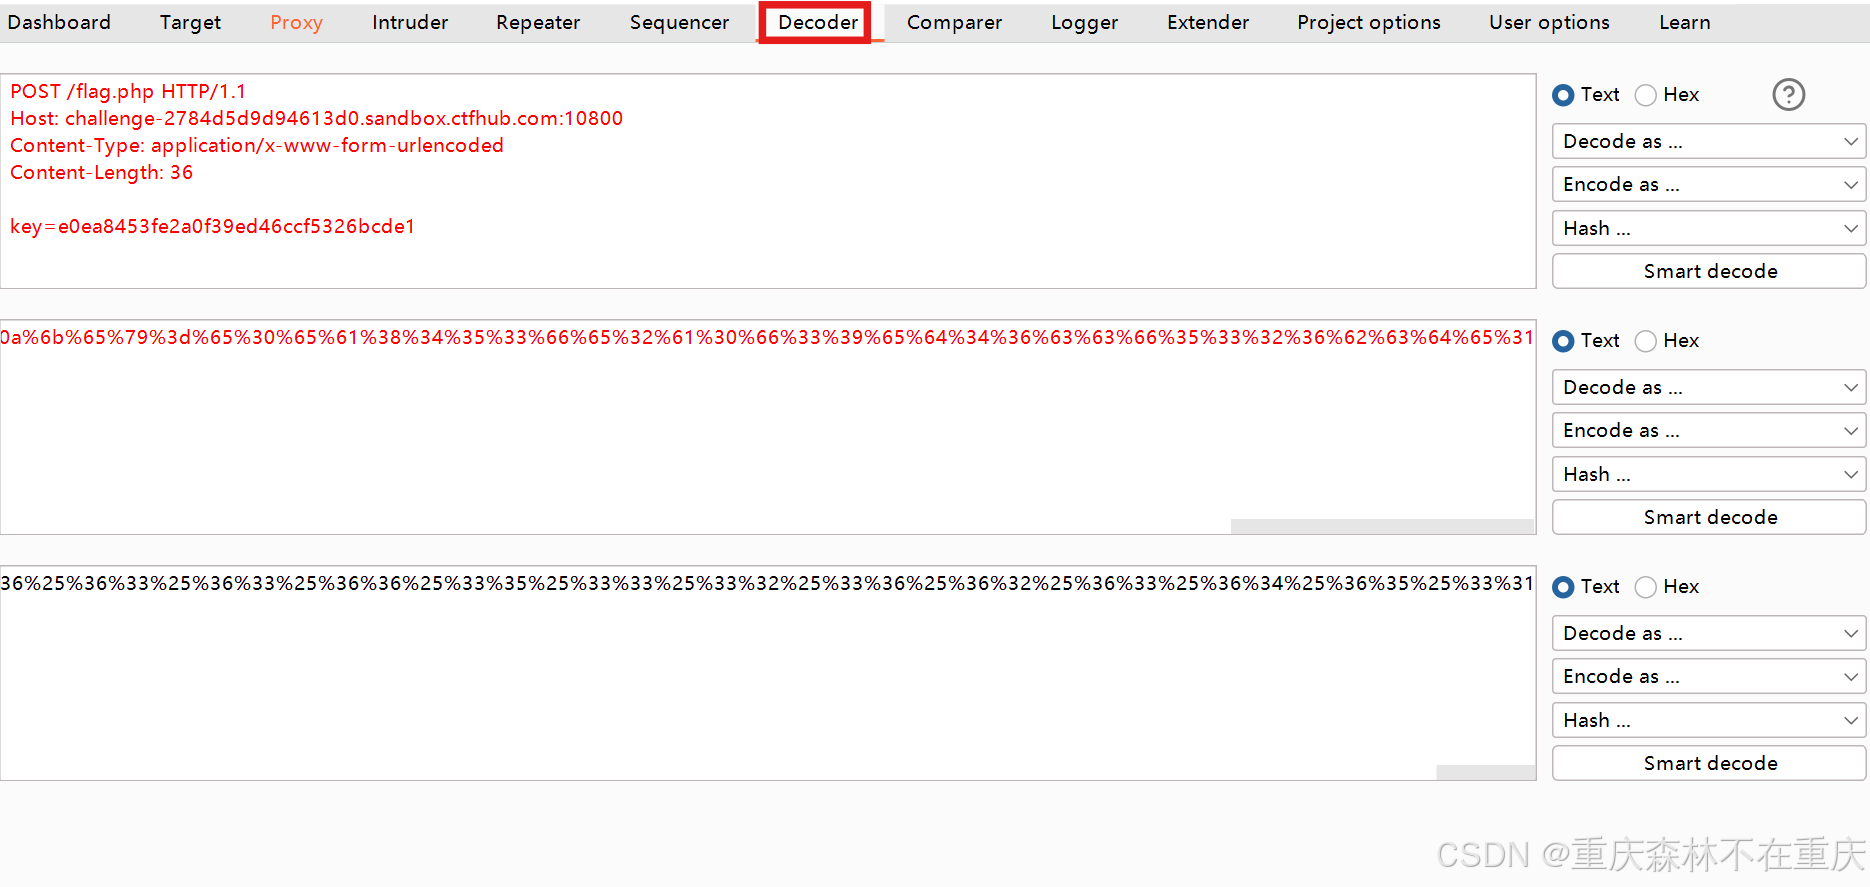 Dashboard Target Proxy Intruder Repeater Sequencer Decoder Comparer Logger Extender Project options User options Learn
POST /flag.php HTTP/1.1
Host: challenge-2784d5d9d94613d0.sandbox.ctfhub.com:10800
Content-Type: application/x-www-form-urlencoded
Content-Length: 36
key=e0ea8453fe2a0f39ed46ccf5326bcde1
Text Hex ?
Decode as ...
Encode as ...
Hash ...
Smart decode
0a%6b%65%79%3d%65%30%65%61%38%34%35%33%66%65%32%61%30%66%33%39%65%64%34%36%63%63%66%35%33%32%36%62%63%64%65%31
Text Hex
Decode as ...
Encode as ...
Hash ...
Smart decode
36%25%36%33%25%36%33%25%36%36%25%33%35%25%33%33%25%33%32%25%33%36%25%36%32%25%36%33%25%36%34%25%36%35%25%33%31
Text Hex
Decode as ...
Encode as ...
Hash ...
Smart decode
CSDN @重庆森林不在重庆